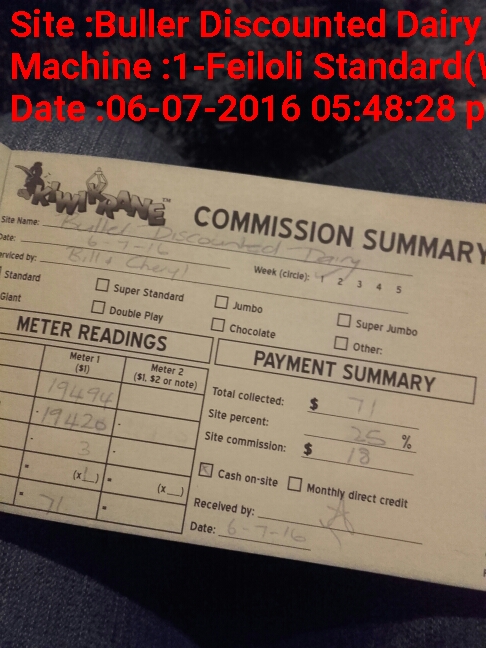 Site :Buller Discounted Dairy
Machine :1-Feiloli Standard(
Date :06-07-2016 05:48:28 p
KIWI KRANE™
COMMISSION SUMMARY
Site Name: Buller Discounted Dairy
Date: 6-7-16
erviced by: Bill & Cheryl
Week (circle): 1 2 3 4 5
Standard
Super Standard
Jumbo
Super Jumbo
Giant
Double Play
Chocolate
Other:
METER READINGS
Meter 1 ($1)
Meter 2 ($1, $2 or note)
19494
- 19420 -
- 3 -
= (x 1 ) = (x__)
= 71 =
PAYMENT SUMMARY
Total collected: $ 71
Site percent: 25 %
Site commission: $ 18
Cash on-site
Monthly direct credit
Received by:
Date: 6-7-16